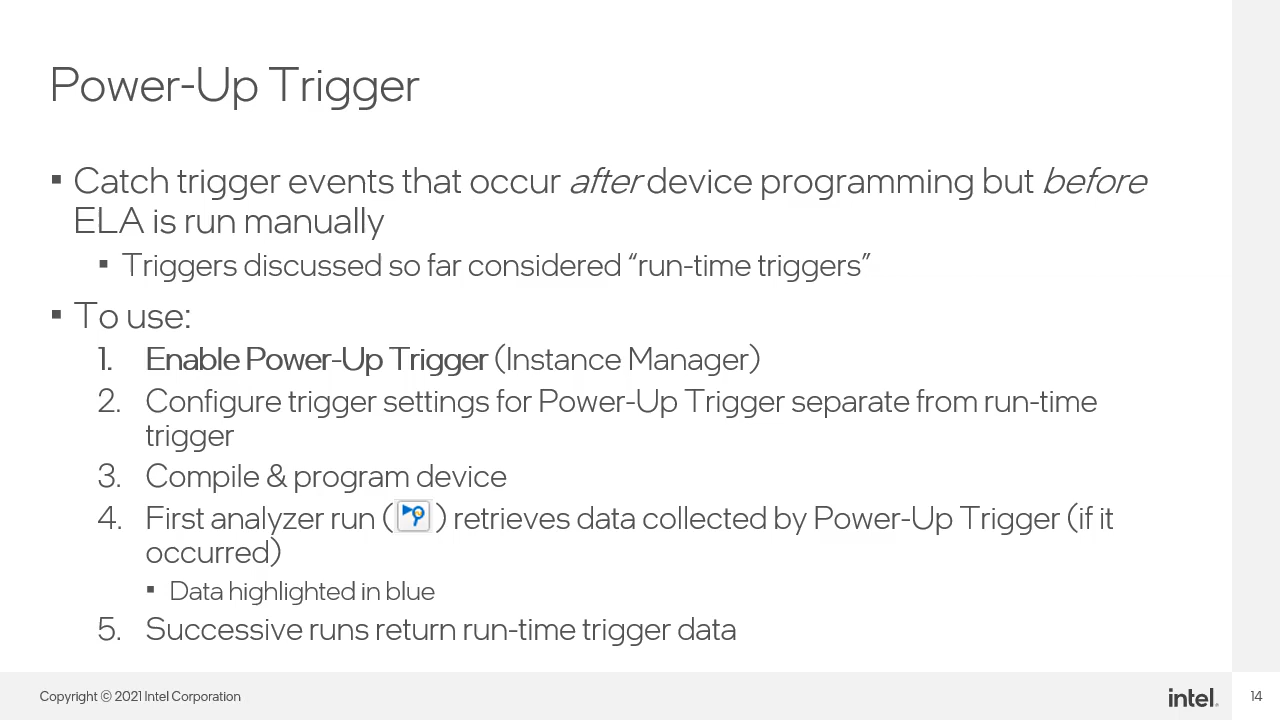 Power-Up Trigger
▪ Catch trigger events that occur after device programming but before
ELA is run manually
▪ Triggers discussed so far considered “run-time triggers”
▪ To use:
1. Enable Power-Up Trigger (Instance Manager)
2. Configure trigger settings for Power-Up Trigger separate from run-time
trigger
3. Compile & program device
4. First analyzer run ( ) retrieves data collected by Power-Up Trigger (if it
occurred)
▪ Data highlighted in blue
5. Successive runs return run-time trigger data
Copyright © 2021 Intel Corporation
intel.
14